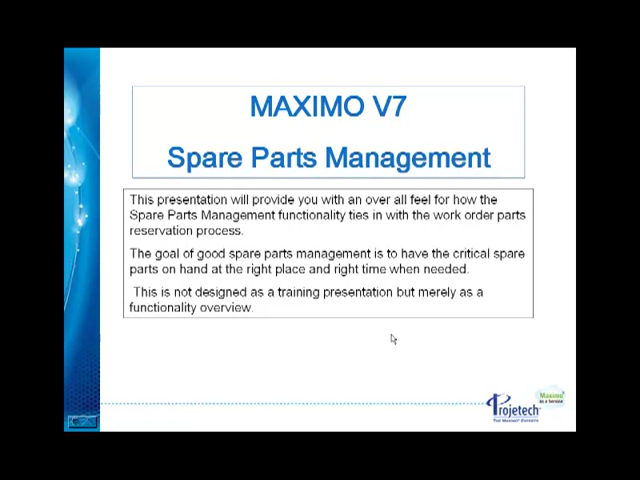 MAXIMO V7
Spare Parts Management
This presentation will provide you with an over all feel for how the
Spare Parts Management functionality ties in with the work order parts
reservation process.
The goal of good spare parts management is to have the critical spare
parts on hand at the right place and right time when needed.
This is not designed as a training presentation but merely as a
functionality overview.
Projetech
Maximo
as a Service